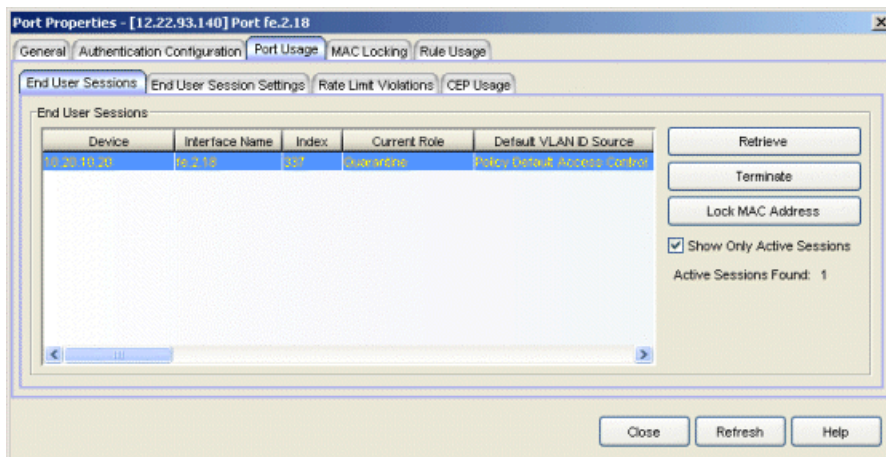 Port Properties - [12.22.93.140] Port fe.2.18
General Authentication Configuration Port Usage MAC Locking Rule Usage
End User Sessions End User Session Settings Rate Limit Violations CEP Usage
End User Sessions
Device Interface Name Index Current Role Default VLAN ID Source
10.20.10.20 fe.2.18 337 Quarantine Policy Default Access Control
Retrieve
Terminate
Lock MAC Address
Show Only Active Sessions
Active Sessions Found: 1
Close Refresh Help